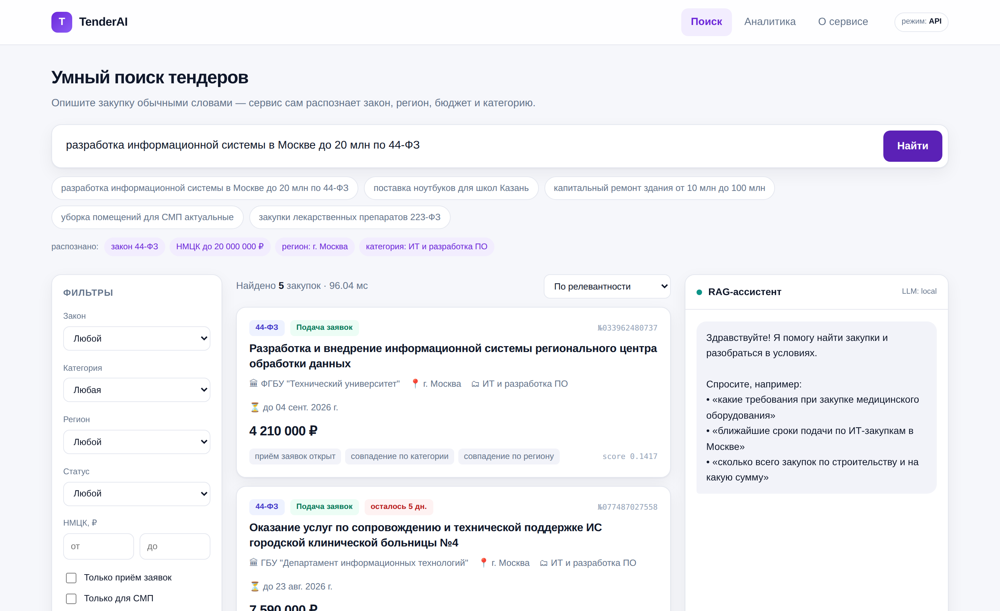 T TenderAI
Поиск Аналитика О сервисе режим: API
Умный поиск тендеров
Опишите закупку обычными словами — сервис сам распознает закон, регион, бюджет и категорию.
разработка информационной системы в Москве до 20 млн по 44-ФЗ Найти
разработка информационной системы в Москве до 20 млн по 44-ФЗ поставка ноутбуков для школ Казань капитальный ремонт здания от 10 млн до 100 млн
уборка помещений для СМП актуальные закупки лекарственных препаратов 223-ФЗ
распознано: закон 44-ФЗ НМЦК до 20 000 000 ₽ регион: г. Москва категория: ИТ и разработка ПО
ФИЛЬТРЫ
Закон
Любой
Категория
Любая
Регион
Любой
Статус
Любой
НМЦК, ₽
от до
Только приём заявок
Только для СМП
Найдено 5 закупок · 96.04 мс По релевантности
44-ФЗ Подача заявок №033962480737
Разработка и внедрение информационной системы регионального центра
обработки данных
🏛 ФГБУ "Технический университет" 📍 г. Москва 🗂 ИТ и разработка ПО
⏳ до 04 сент. 2026 г.
4 210 000 ₽
приём заявок открыт совпадение по категории совпадение по региону score 0.1417
44-ФЗ Подача заявок осталось 5 дн. №077487027558
Оказание услуг по сопровождению и технической поддержке ИС
городской клинической больницы №4
🏛 ГБУ "Департамент информационных технологий" 📍 г. Москва 🗂 ИТ и разработка ПО
⏳ до 23 авг. 2026 г.
7 590 000 ₽
RAG-ассистент LLM: local
Здравствуйте! Я помогу найти закупки и
разобраться в условиях.
Спросите, например:
• «какие требования при закупке медицинского
оборудования»
• «ближайшие сроки подачи по ИТ-закупкам в
Москве»
• «сколько всего закупок по строительству и на
какую сумму»